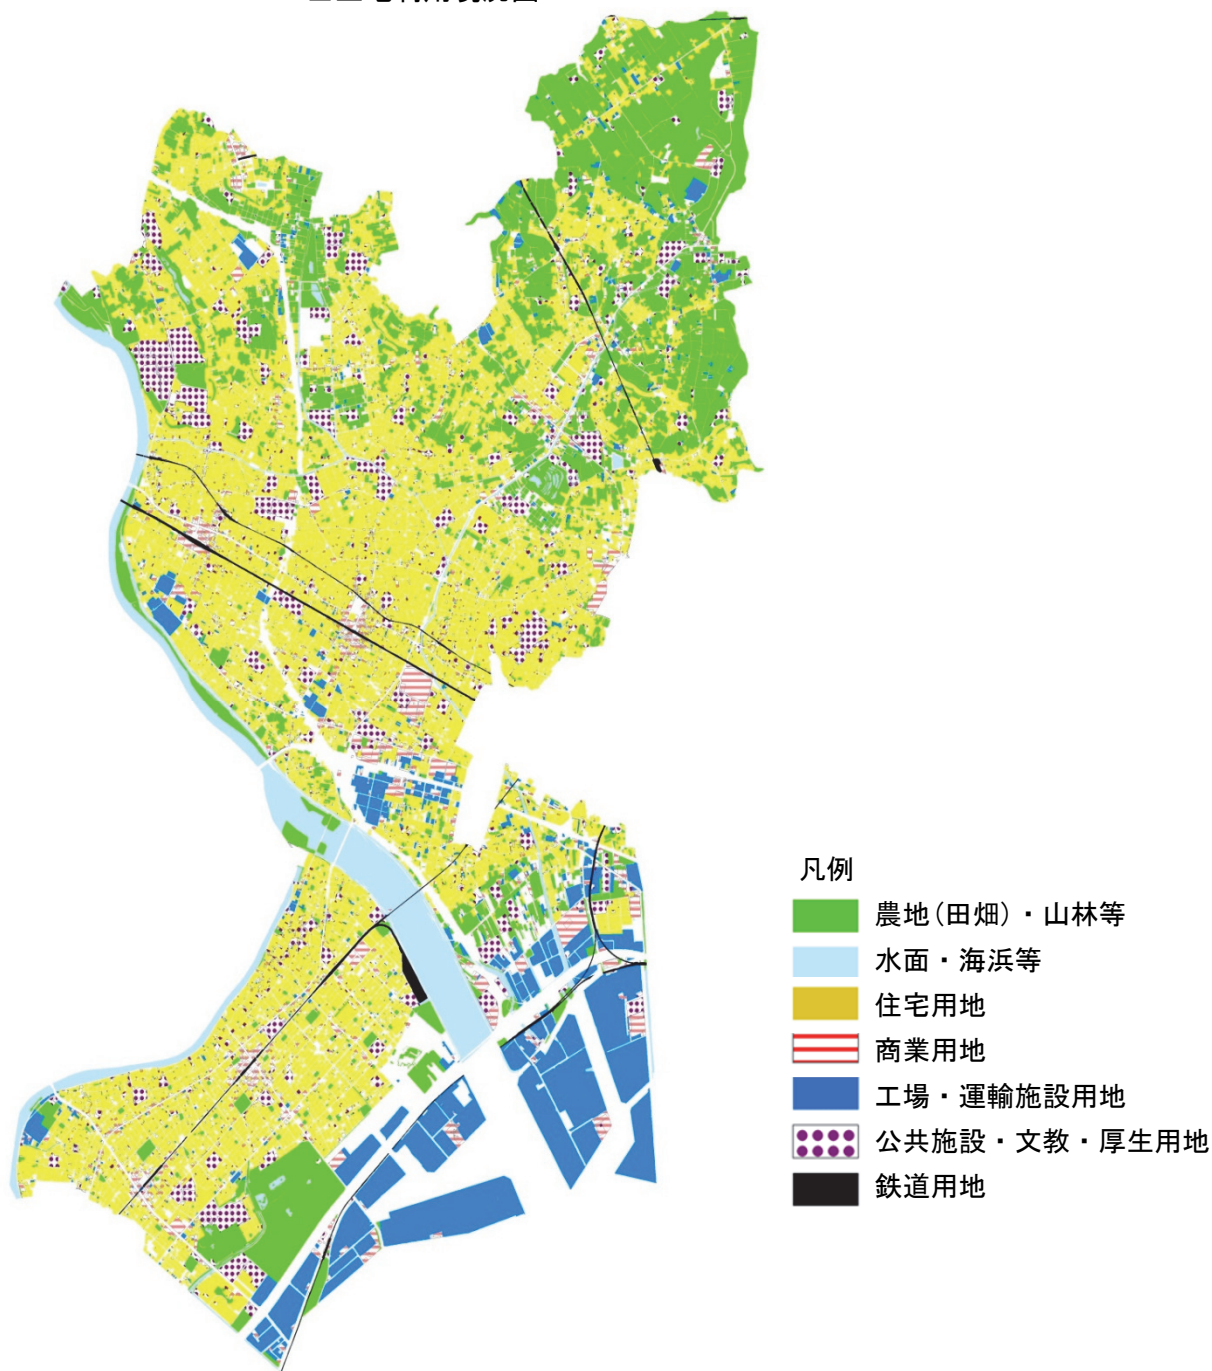 凡例
農地(田畑)・山林等
水面・海浜等
住宅用地
商業用地
工場・運輸施設用地
公共施設・文教・厚生用地
鉄道用地